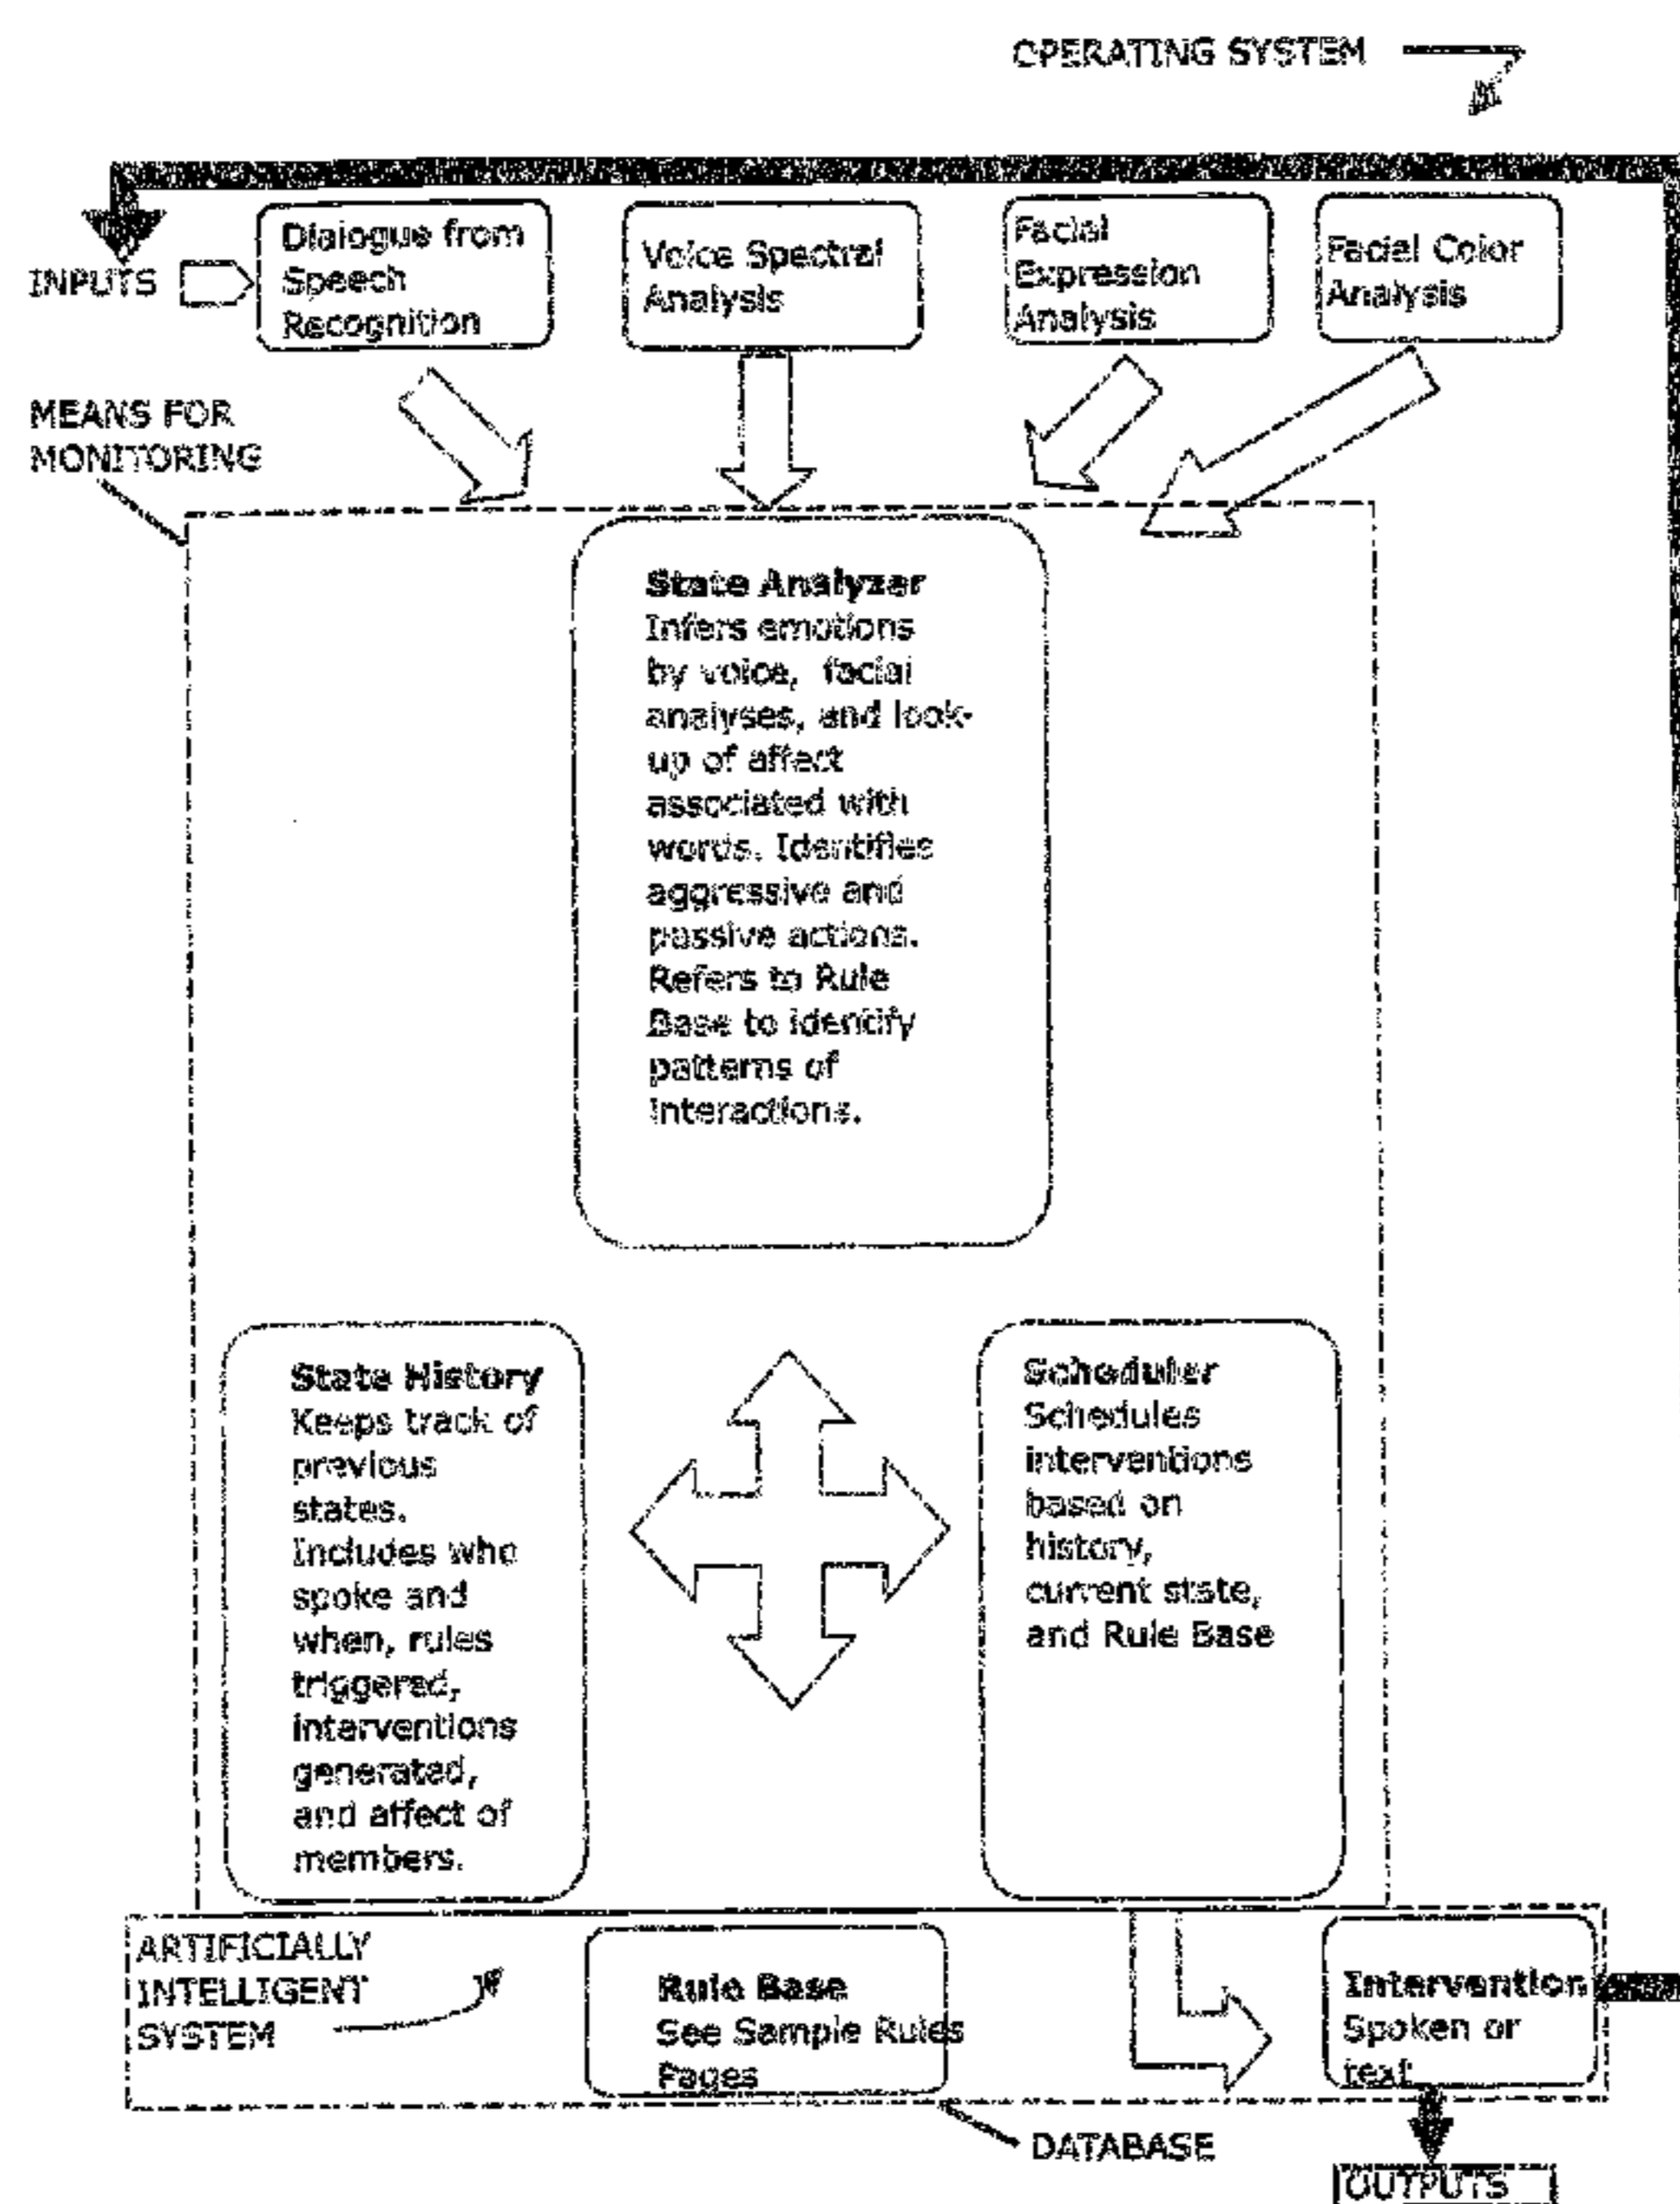 OPERATING SYSTEM
INPUTS
Dialogue from
Speech
Recognition
Voice Spectral
Analysis
Facial
Expression
Analysis
Facial Color
Analysis
MEANS FOR
MONITORING
State Analyzer
Infers emotions
by voice, facial
analyses, and look-
up of affect
associated with
words. Identifies
aggressive and
passive actions.
Refers to Rule
Base to identify
patterns of
interactions.
State History
Keeps track of
previous
states.
Includes who
spoke and
when, rules
triggered,
interventions
generated,
and affect of
members.
Scheduler
Schedules
interventions
based on
history,
current state,
and Rule Base
ARTIFICIALLY
INTELLIGENT
SYSTEM
Rule Base
See Sample Rules
Pages
Intervention
Spoken or
text
DATABASE
OUTPUTS